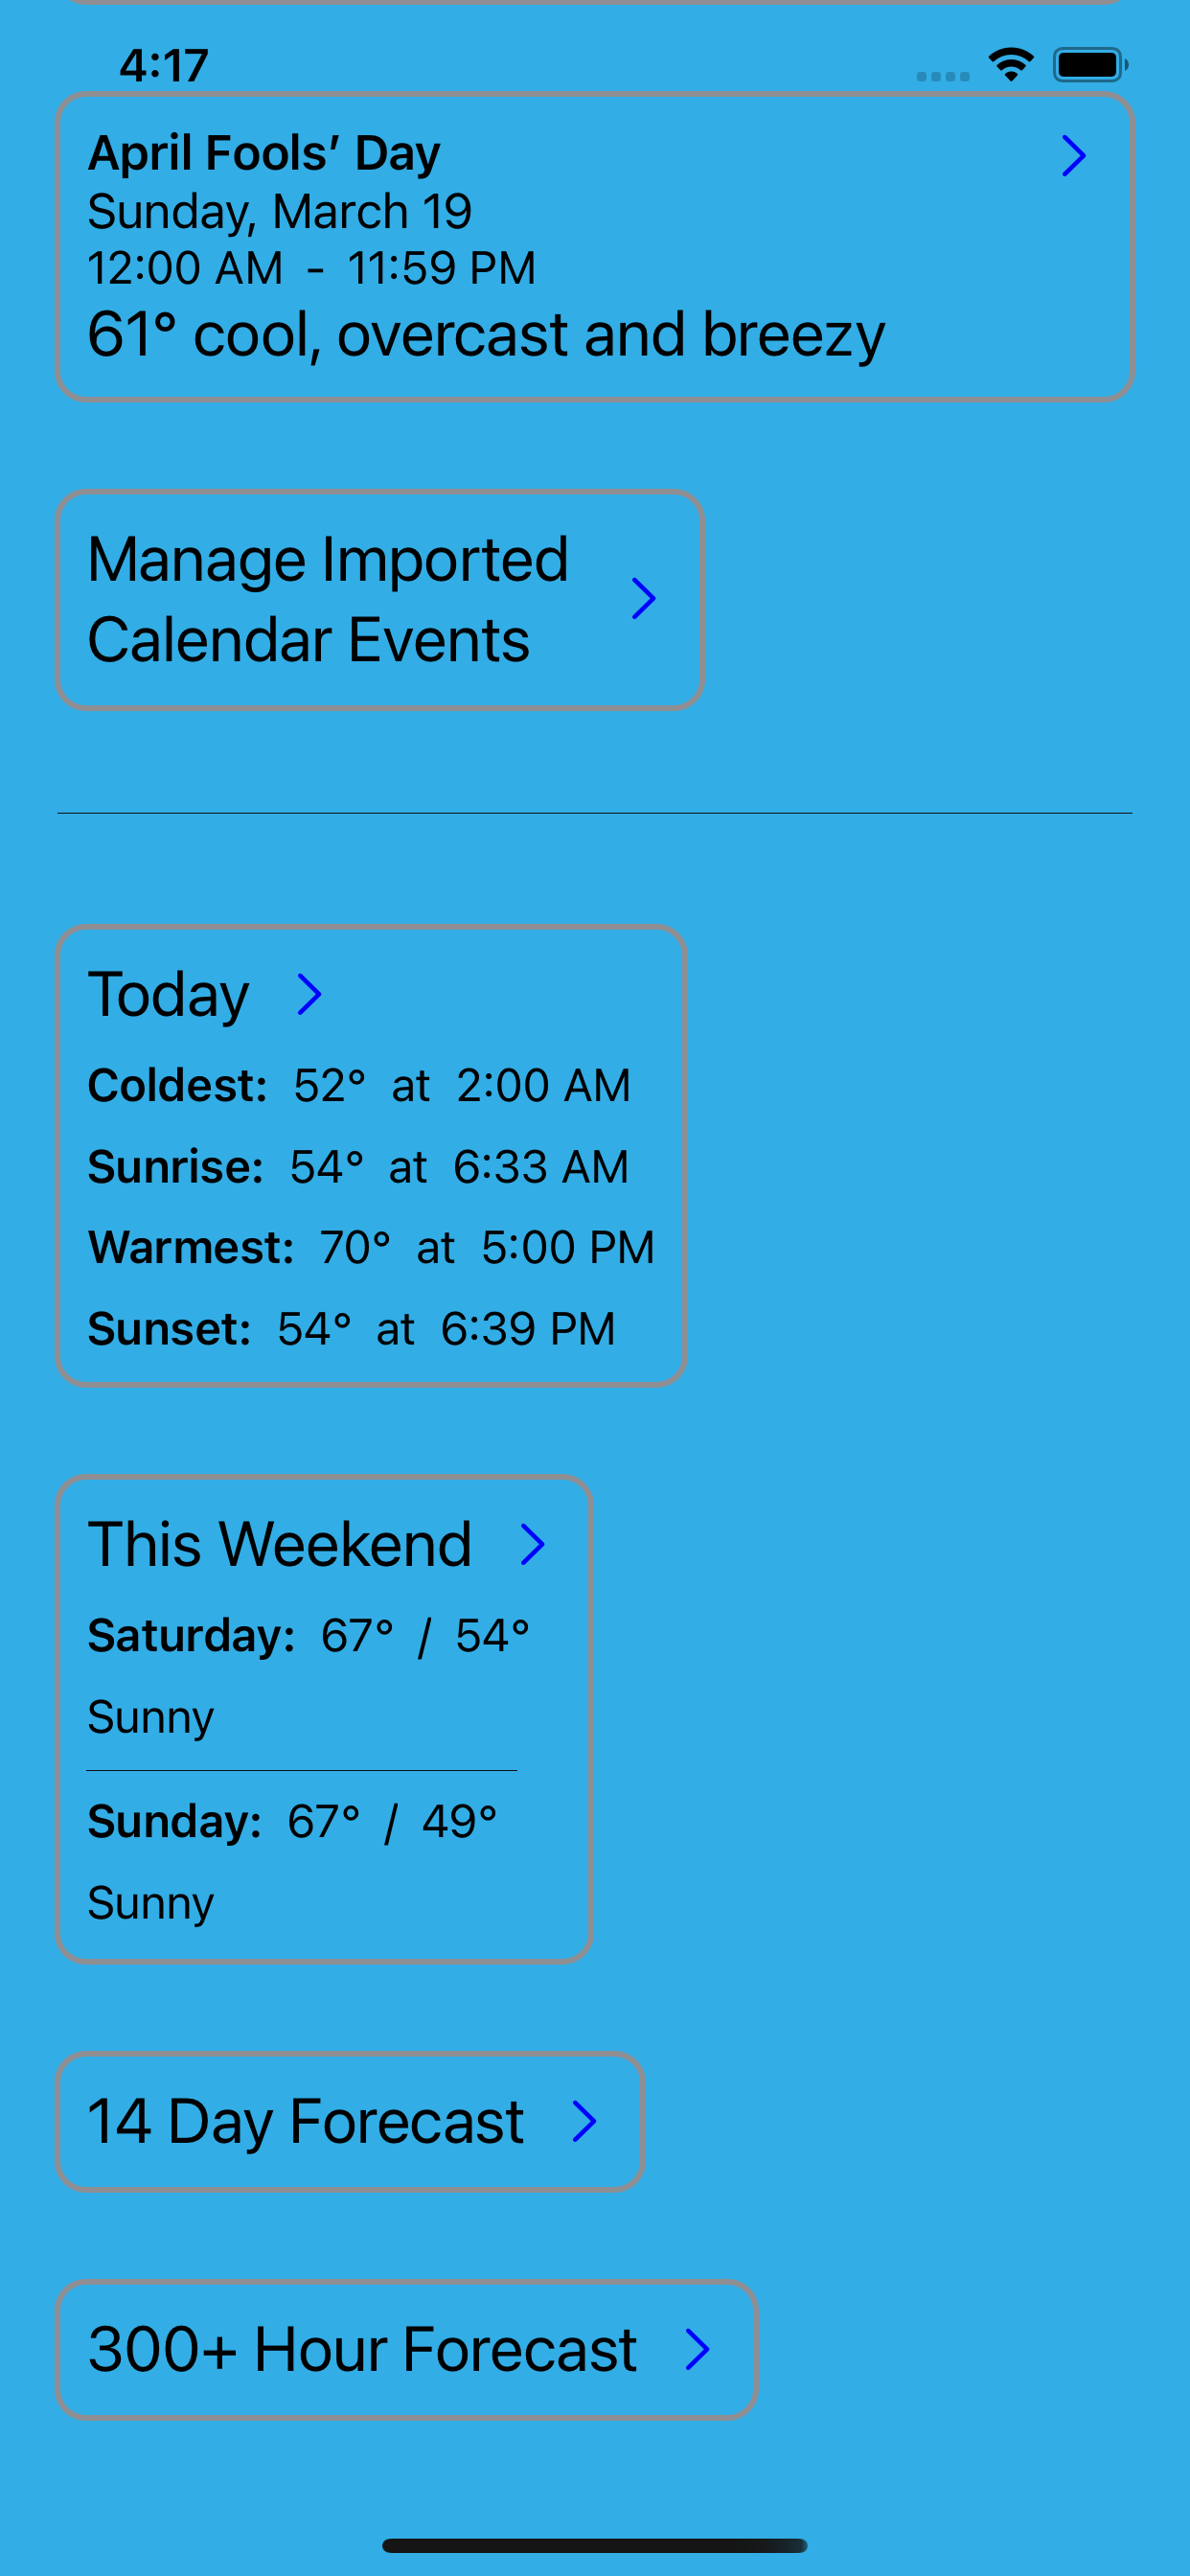 4:17
April Fools’ Day
Sunday, March 19
12:00 AM - 11:59 PM
61° cool, overcast and breezy
Manage Imported
Calendar Events
Today
Coldest: 52° at 2:00 AM
Sunrise: 54° at 6:33 AM
Warmest: 70° at 5:00 PM
Sunset: 54° at 6:39 PM
This Weekend
Saturday: 67° / 54°
Sunny
Sunday: 67° / 49°
Sunny
14 Day Forecast
300+ Hour Forecast